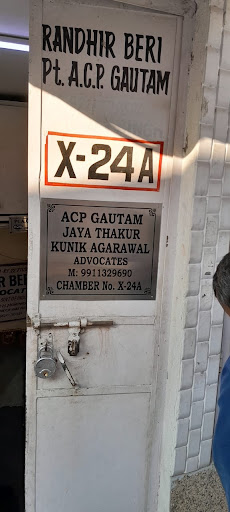 RANDHIR BERI
Pt. A.C.P. GAUTAM
X-24A
ACP GAUTAM
JAYA THAKUR
KUNIK AGARAWAL
ADVOCATES
M: 9911329690
CHAMBER No. X-24A